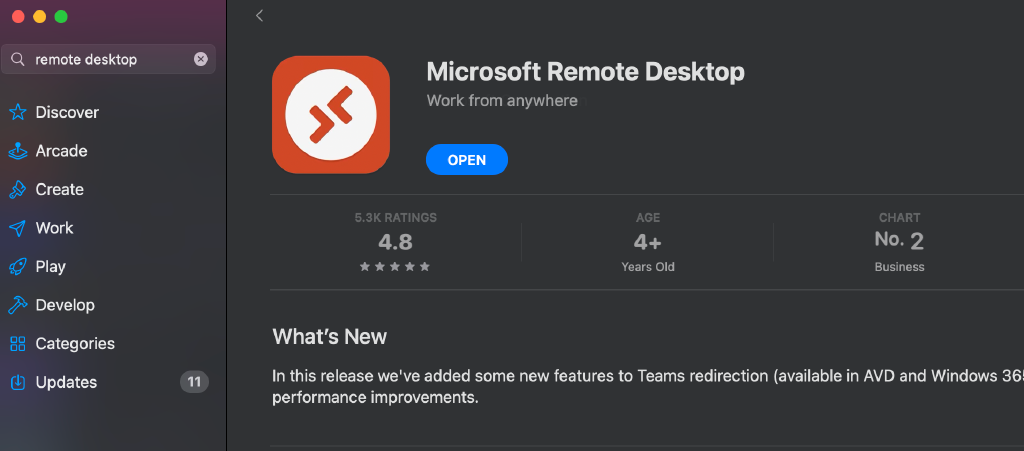 remote desktop
Discover
Arcade
Create
Work
Play
Develop
Categories
Updates 11
Microsoft Remote Desktop
Work from anywhere
OPEN
5.3K RATINGS
4.8
AGE
4+
Years Old
CHART
No. 2
Business
What's New
In this release we've added some new features to Teams redirection (available in AVD and Windows 365
performance improvements.